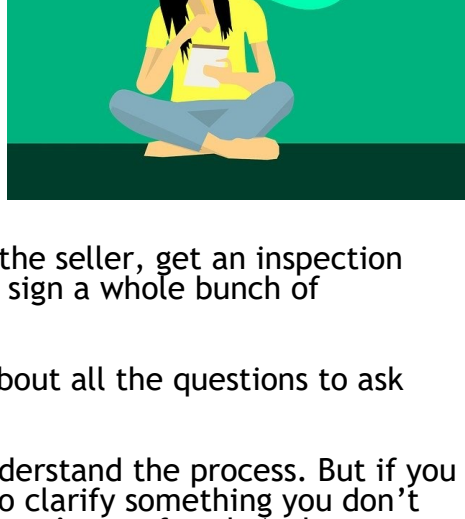 the seller, get an inspection
sign a whole bunch of
bout all the questions to ask
derstand the process. But if you
o clarify something you don’t